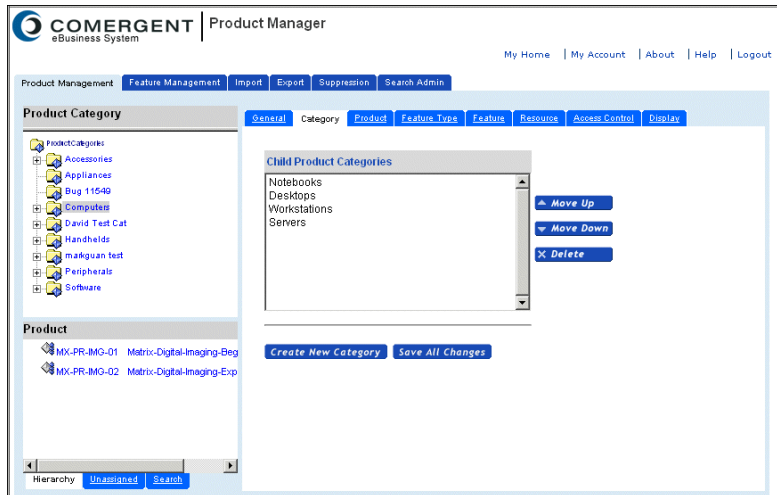 COMERGENT
eBusiness System
Product Manager
My Home | My Account | About | Help | Logout
Product Management Feature Management Import Export Suppression Search Admin
Product Category
ProductCategories
Accessories
Appliances
Bug 11549
Computers
David Test Cat
Handhelds
markguan test
Peripherals
Software
Product
MX-PR-IMG-01 Matrix-Digital-Imaging-Beg
MX-PR-IMG-02 Matrix-Digital-Imaging-Exp
Hierarchy Unassigned Search
General Category Product Feature Type Feature Resource Access Control Display
Child Product Categories
Notebooks
Desktops
Workstations
Servers
Move Up
Move Down
X Delete
Create New Category Save All Changes